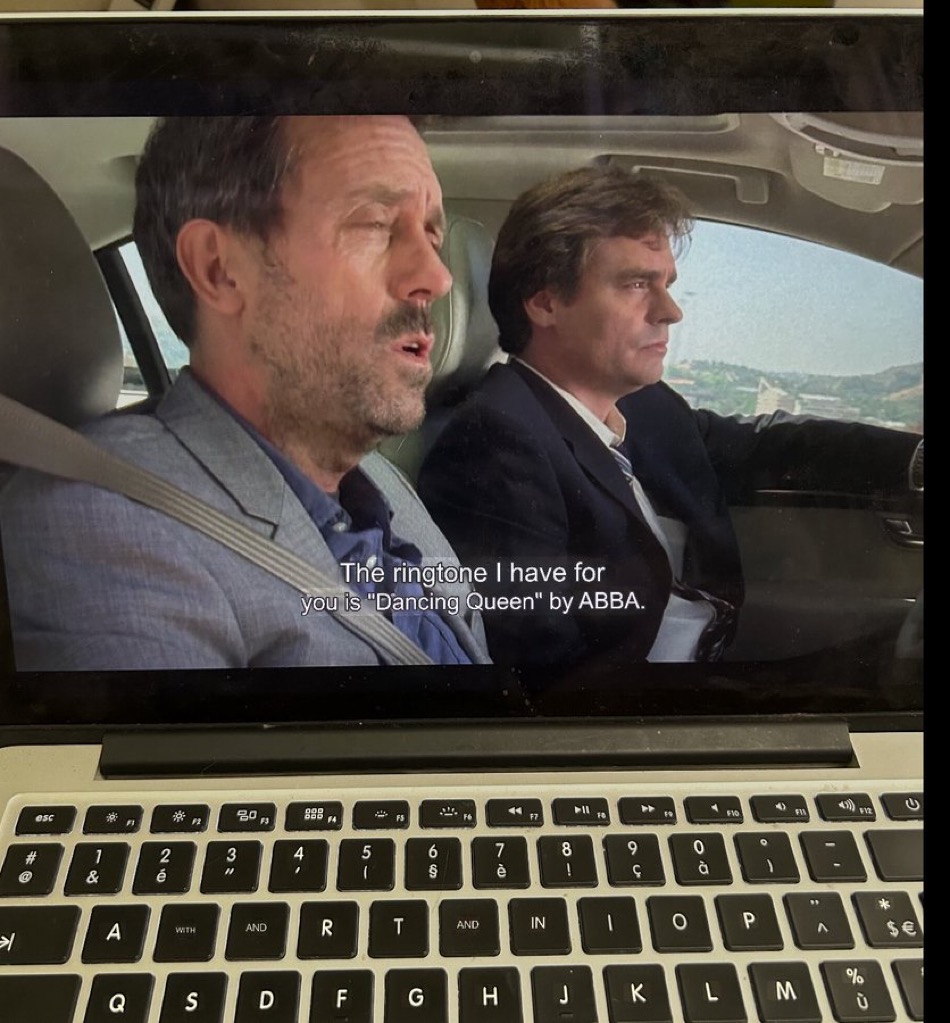 The ringtone I have for
you is "Dancing Queen" by ABBA.
esc F1 F2 F3 F4 F5 F6 F7 F8 F9 F10 F11 F12
# 1 2 3 4 5 6 7 8 9 0 ° _
@ & é " ' ( § è ! ç à ) -
A WITH AND R T AND IN I O P ¨ ^ * $ €
Q S D F G H J K L M % ù